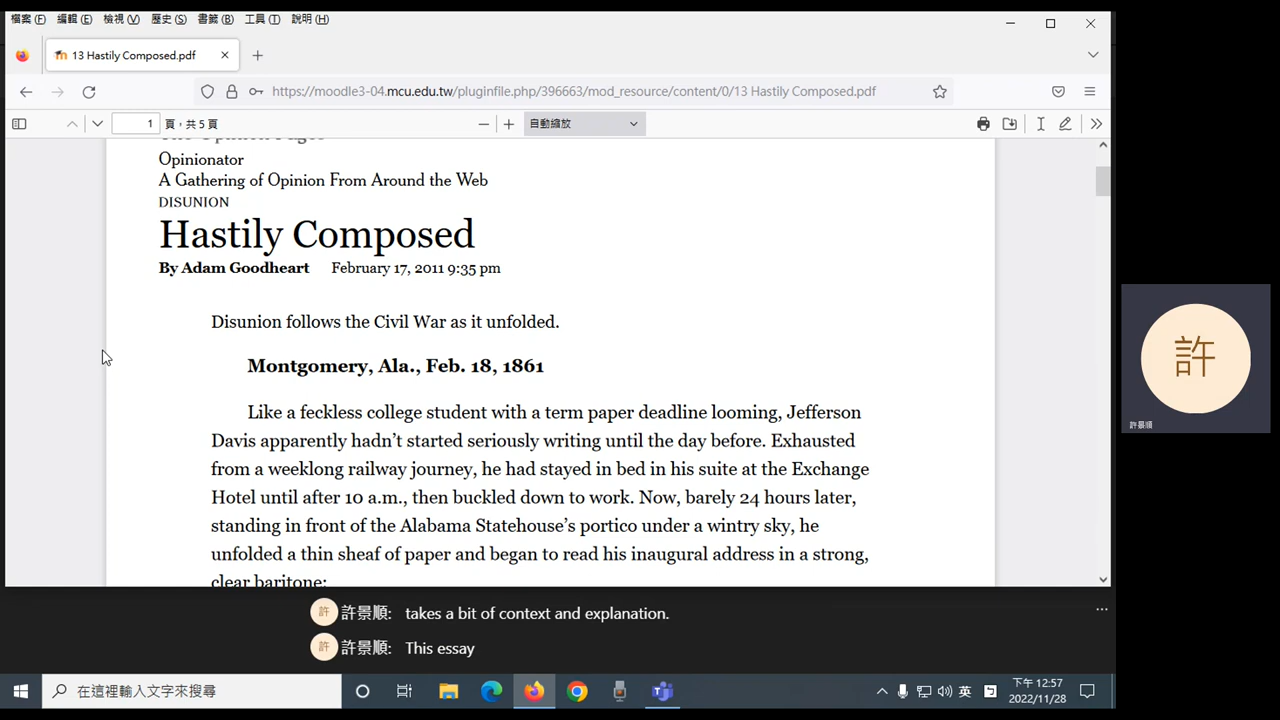 檔案(F) 編輯(E) 檢視(V) 歷史(S) 書籤(B) 工具(T) 說明(H)
13 Hastily Composed.pdf
https://moodle3-04.mcu.edu.tw/pluginfile.php/396663/mod_resource/content/0/13 Hastily Composed.pdf
1 頁，共 5 頁 自動縮放
The Opinion Pages
Opinionator
A Gathering of Opinion From Around the Web
DISUNION
Hastily Composed
By Adam Goodheart February 17, 2011 9:35 pm
Disunion follows the Civil War as it unfolded.
Montgomery, Ala., Feb. 18, 1861
Like a feckless college student with a term paper deadline looming, Jefferson
Davis apparently hadn’t started seriously writing until the day before. Exhausted
from a weeklong railway journey, he had stayed in bed in his suite at the Exchange
Hotel until after 10 a.m., then buckled down to work. Now, barely 24 hours later,
standing in front of the Alabama Statehouse’s portico under a wintry sky, he
unfolded a thin sheaf of paper and began to read his inaugural address in a strong,
clear baritone:
許
許景順
許 許景順: takes a bit of context and explanation.
許 許景順: This essay
在這裡輸入文字來搜尋
英
下午 12:57
2022/11/28